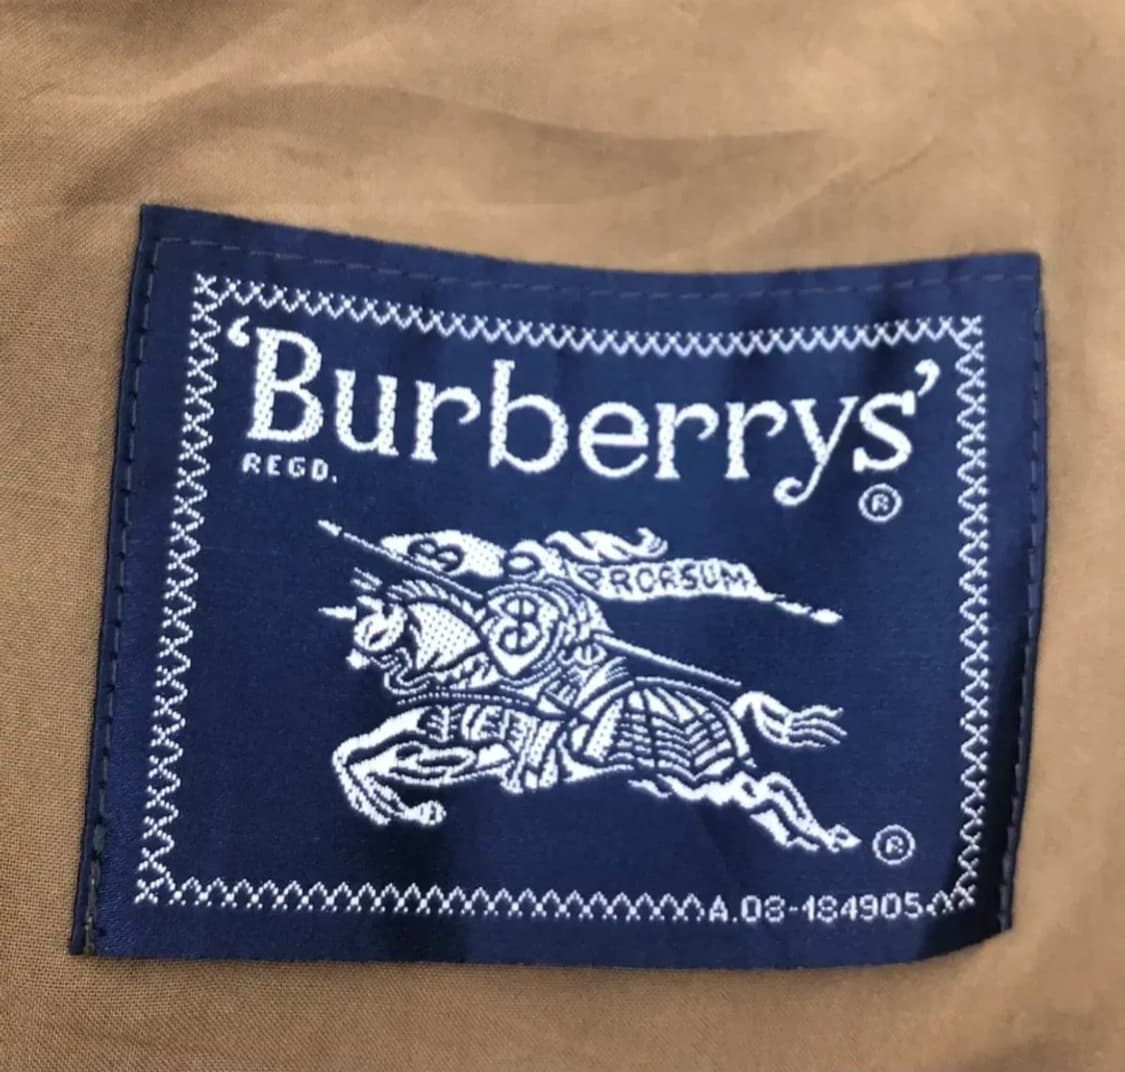 ‘Burberrys’
REGD.
®
PRORSUM
®
A.08-184905